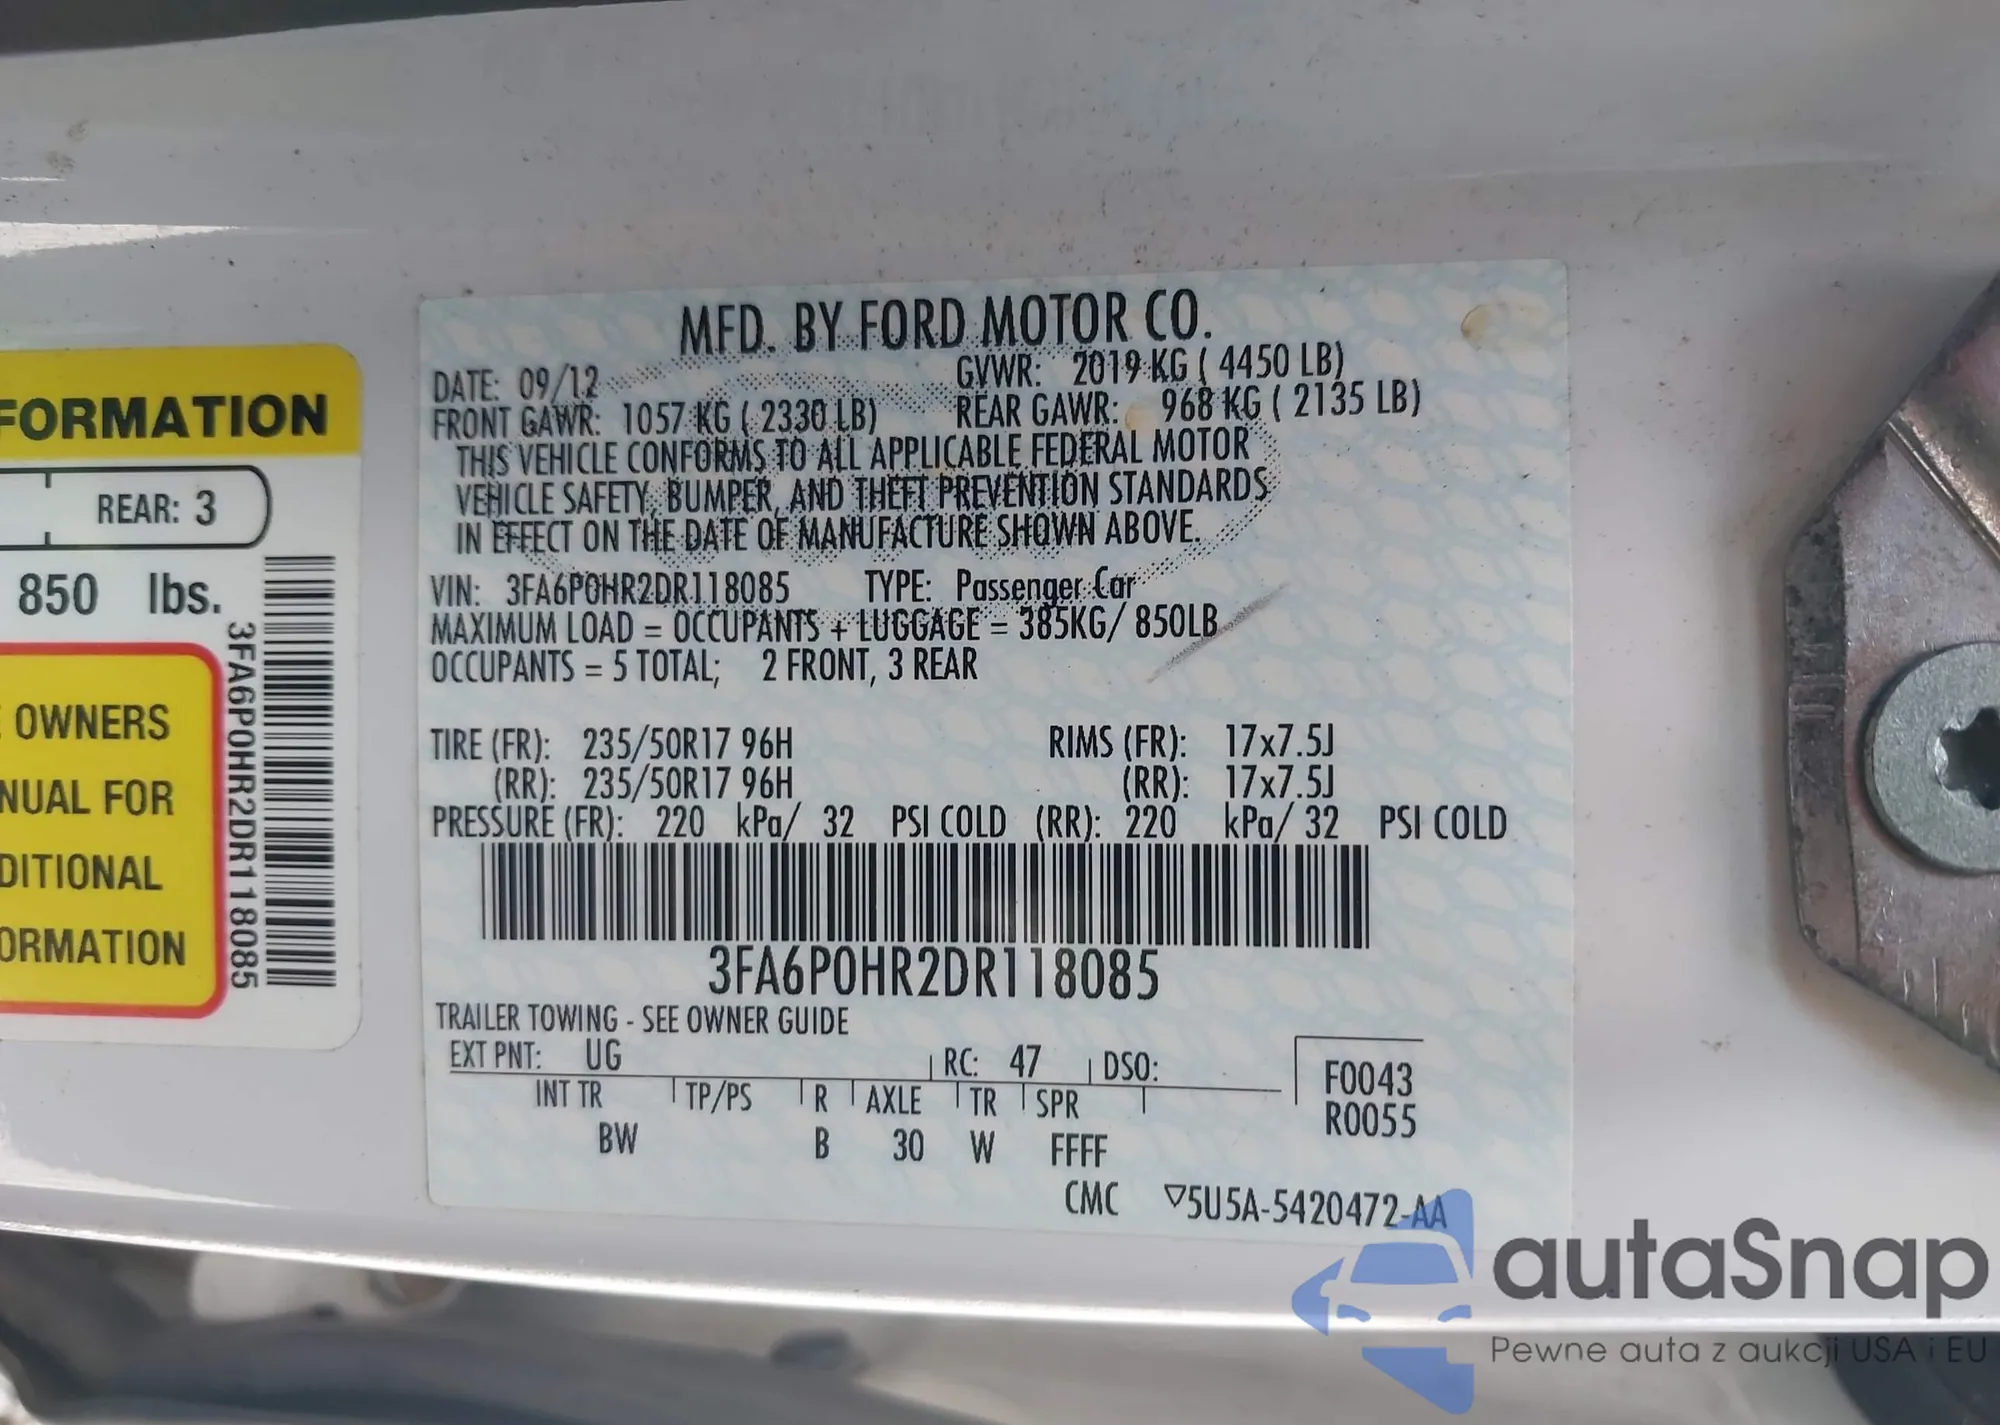 FORMATION
REAR: 3
850 lbs.
OWNERS
NUAL FOR
DITIONAL
ORMATION
3FA6P0HR2DR118085
MFD. BY FORD MOTOR CO.
DATE: 09/12 GVWR: 2019 KG ( 4450 LB)
FRONT GAWR: 1057 KG ( 2330 LB) REAR GAWR: 968 KG ( 2135 LB)
THIS VEHICLE CONFORMS TO ALL APPLICABLE FEDERAL MOTOR
VEHICLE SAFETY, BUMPER, AND THEFT PREVENTION STANDARDS
IN EFFECT ON THE DATE OF MANUFACTURE SHOWN ABOVE.
VIN: 3FA6P0HR2DR118085 TYPE: Passenger Car
MAXIMUM LOAD = OCCUPANTS + LUGGAGE = 385KG/ 850LB
OCCUPANTS = 5 TOTAL; 2 FRONT, 3 REAR
TIRE (FR): 235/50R17 96H RIMS (FR): 17x7.5J
(RR): 235/50R17 96H (RR): 17x7.5J
PRESSURE (FR): 220 kPa/ 32 PSI COLD (RR): 220 kPa/ 32 PSI COLD
3FA6P0HR2DR118085
TRAILER TOWING - SEE OWNER GUIDE
EXT PNT: UG RC: 47 DSO:
INT TR TP/PS R AXLE TR SPR
BW B 30 W FFFF
F0043
R0055
CMC ▽5U5A-5420472-AA
autaSnap
Pewne auta z aukcji USA i EU